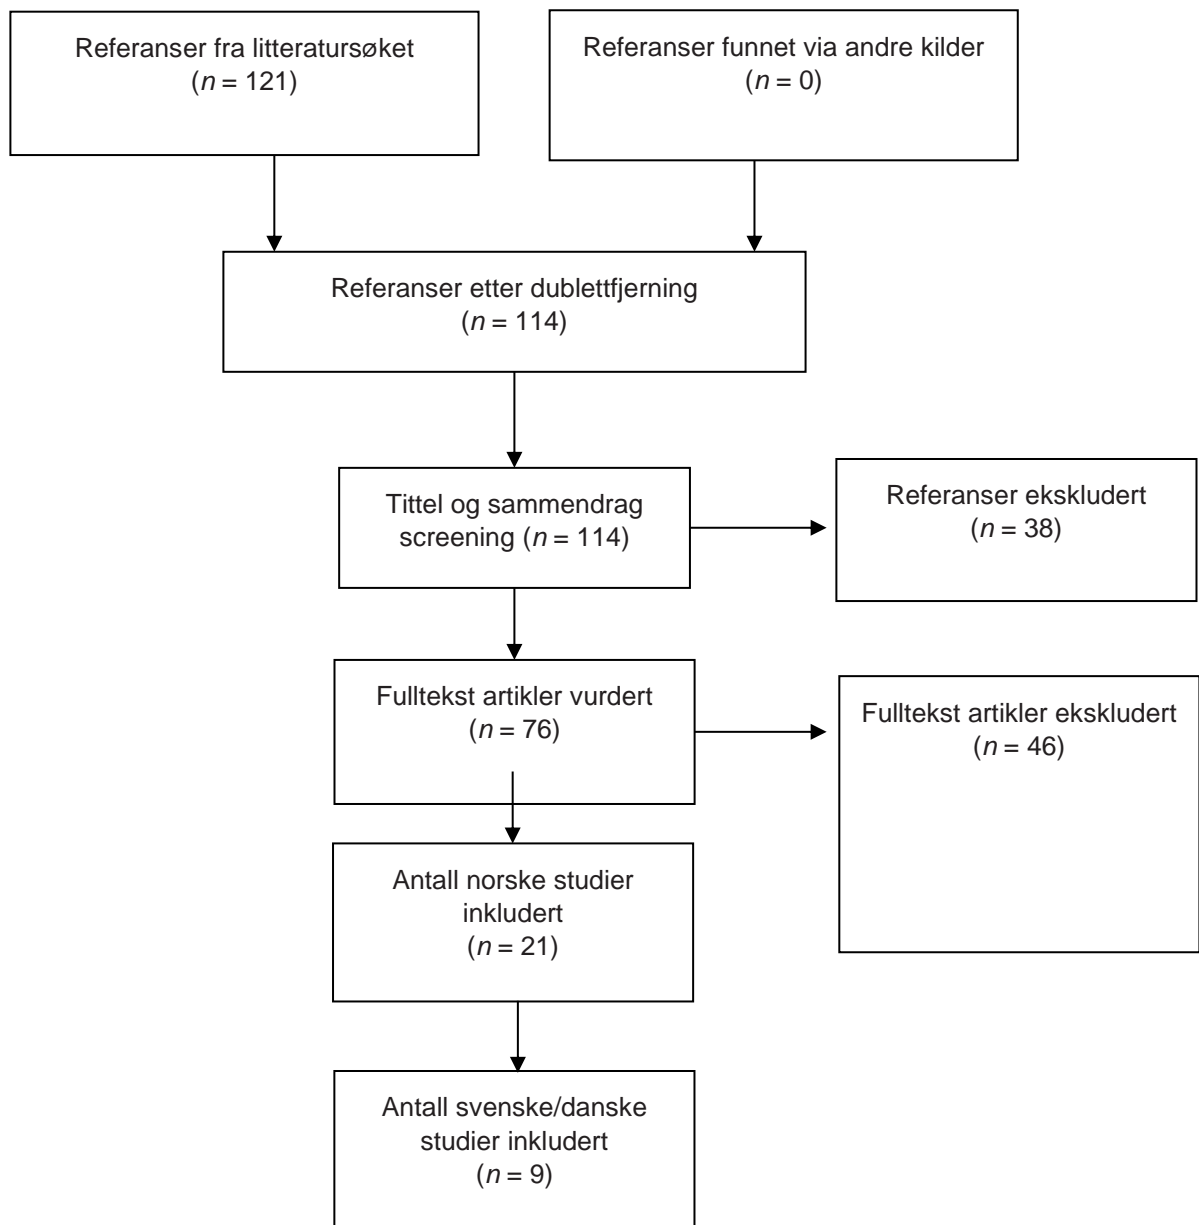 Referanser fra litteratursøket
(n = 121)
Referanser funnet via andre kilder
(n = 0)
Referanser etter dublettfjerning
(n = 114)
Tittel og sammendrag
screening (n = 114)
Referanser ekskludert
(n = 38)
Fulltekst artikler vurdert
(n = 76)
Fulltekst artikler ekskludert
(n = 46)
Antall norske studier
inkludert
(n = 21)
Antall svenske/danske
studier inkludert
(n = 9)